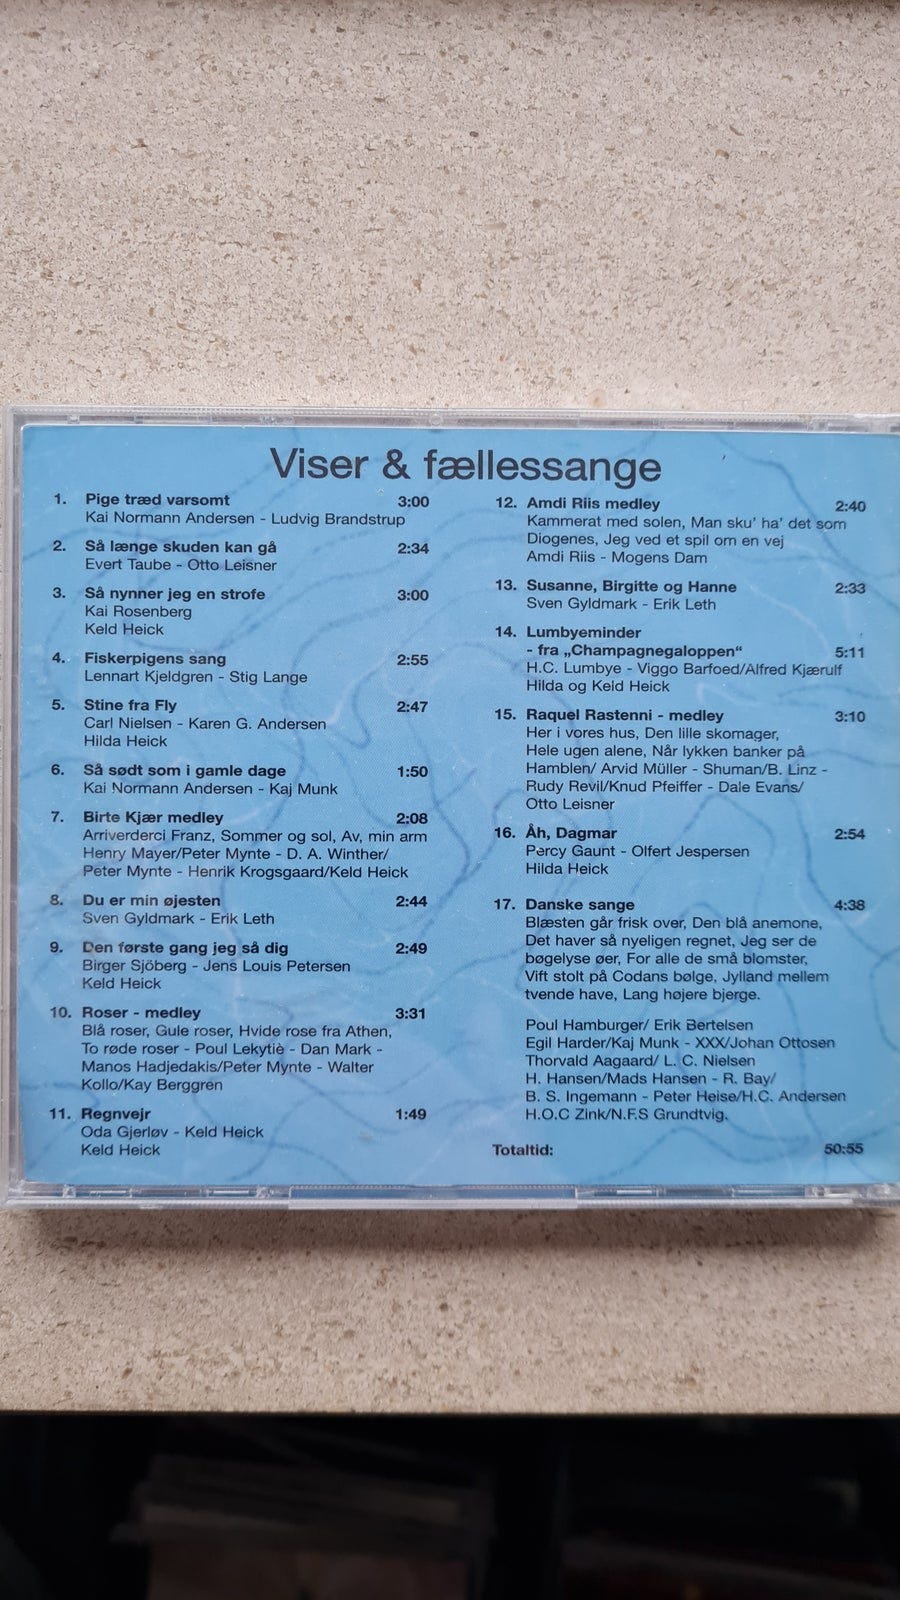 Viser & fællessange
1. Pige træd varsomt 3:00
Kai Normann Andersen - Ludvig Brandstrup
2. Så længe skuden kan gå 2:34
Evert Taube - Otto Leisner
3. Så nynner jeg en strofe 3:00
Kai Rosenberg
Keld Heick
4. Fiskerpigens sang 2:55
Lennart Kjeldgren - Stig Lange
5. Stine fra Fly 2:47
Carl Nielsen - Karen G. Andersen
Hilda Heick
6. Så sødt som i gamle dage 1:50
Kai Normann Andersen - Kaj Munk
7. Birte Kjær medley 2:08
Arriverderci Franz, Sommer og sol, Av, min arm
Henry Mayer/Peter Mynte - D. A. Winther/
Peter Mynte - Henrik Krogsgaard/Keld Heick
8. Du er min øjesten 2:44
Sven Gyldmark - Erik Leth
9. Den første gang jeg så dig 2:49
Birger Sjöberg - Jens Louis Petersen
Keld Heick
10. Roser - medley 3:31
Blå roser, Gule roser, Hvide rose fra Athen,
To røde roser - Poul Lekytiè - Dan Mark -
Manos Hadjedakis/Peter Mynte - Walter
Kollo/Kay Berggren
11. Regnvejr 1:49
Oda Gjerløv - Keld Heick
Keld Heick
12. Amdi Riis medley 2:40
Kammerat med solen, Man sku' ha' det som
Diogenes, Jeg ved et spil om en vej
Amdi Riis - Mogens Dam
13. Susanne, Birgitte og Hanne 2:33
Sven Gyldmark - Erik Leth
14. Lumbyeminder
- fra „Champagnegaloppen“ 5:11
H.C. Lumbye - Viggo Barfoed/Alfred Kjærulf
Hilda og Keld Heick
15. Raquel Rastenni - medley 3:10
Her i vores hus, Den lille skomager,
Hele ugen alene, Når lykken banker på
Hamblen/ Arvid Müller - Shuman/B. Linz -
Rudy Revil/Knud Pfeiffer - Dale Evans/
Otto Leisner
16. Åh, Dagmar 2:54
Percy Gaunt - Olfert Jespersen
Hilda Heick
17. Danske sange 4:38
Blæsten går frisk over, Den blå anemone,
Det haver så nyeligen regnet, Jeg ser de
bøgelyse øer, For alle de små blomster,
Vift stolt på Codans bølge, Jylland mellem
tvende have, Lang højere bjerge.
Poul Hamburger/ Erik Bertelsen
Egil Harder/Kaj Munk - XXX/Johan Ottosen
Thorvald Aagaard/ L. C. Nielsen
H. Hansen/Mads Hansen - R. Bay/
B. S. Ingemann - Peter Heise/H.C. Andersen
H.O.C Zink/N.F.S Grundtvig.
Totaltid: 50:55